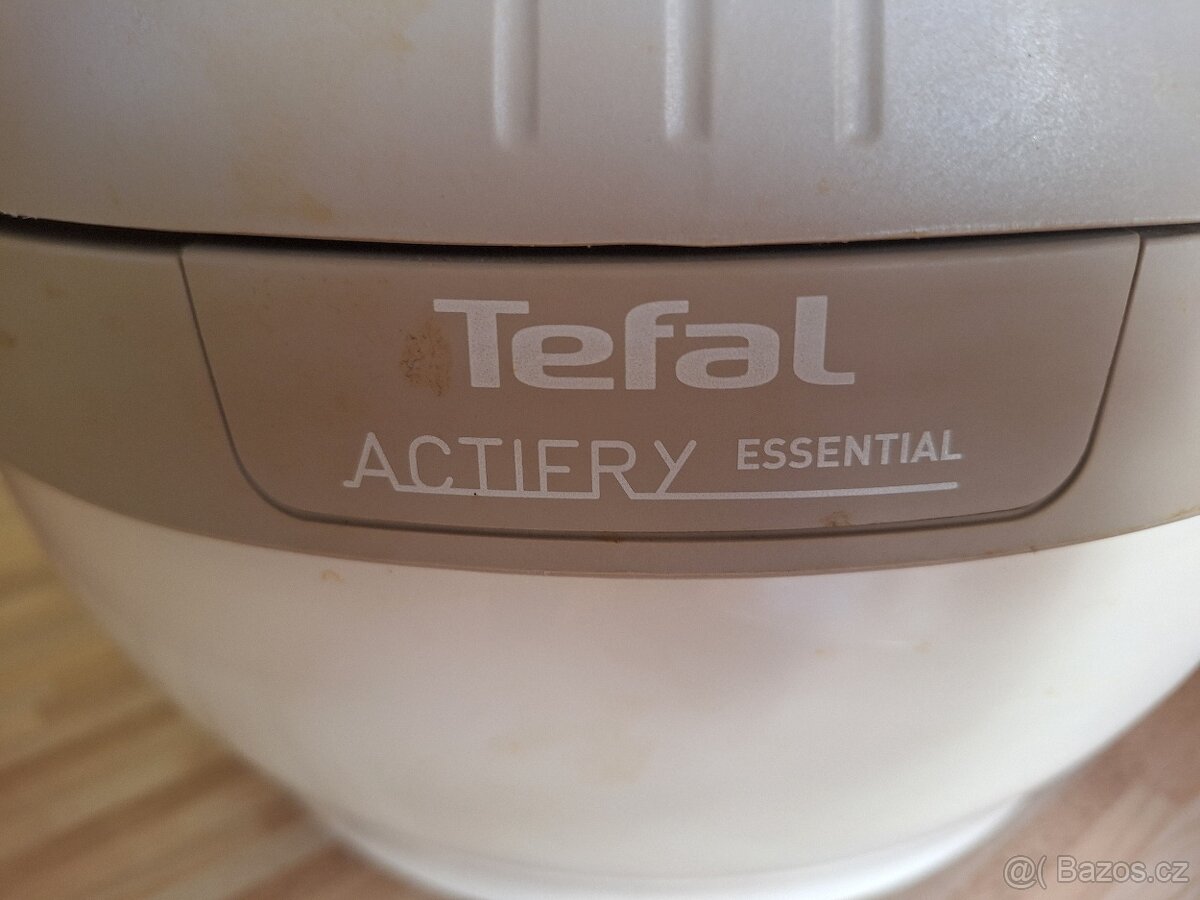 Tefal
ACTIFRY ESSENTIAL
@( Bazos.cz